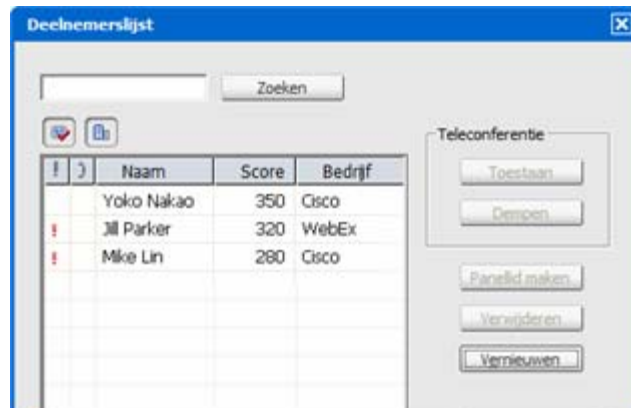 Deelnemerslijst
Zoeken
! Naam Score Bedrijf
Yoko Nakao 350 Cisco
! Jill Parker 320 WebEx
! Mike Lin 280 Cisco
Teleconferentie
Toestaan
Dempen
Panellid maken
Verwijderen
Vernieuwen